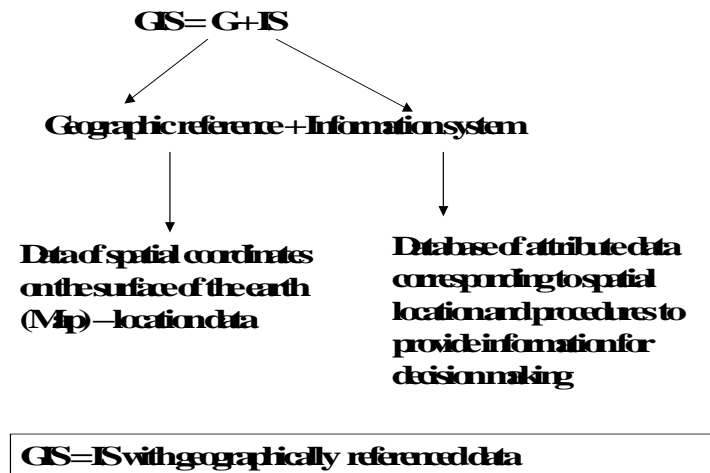 GIS= G+IS
Geographic reference + Information system
Data of spatial coordinates
on the surface of the earth
(Map) – location data
Database of attribute data
corresponding to spatial
location and procedures to
provide information for
decision making
GIS=IS with geographically referenced data